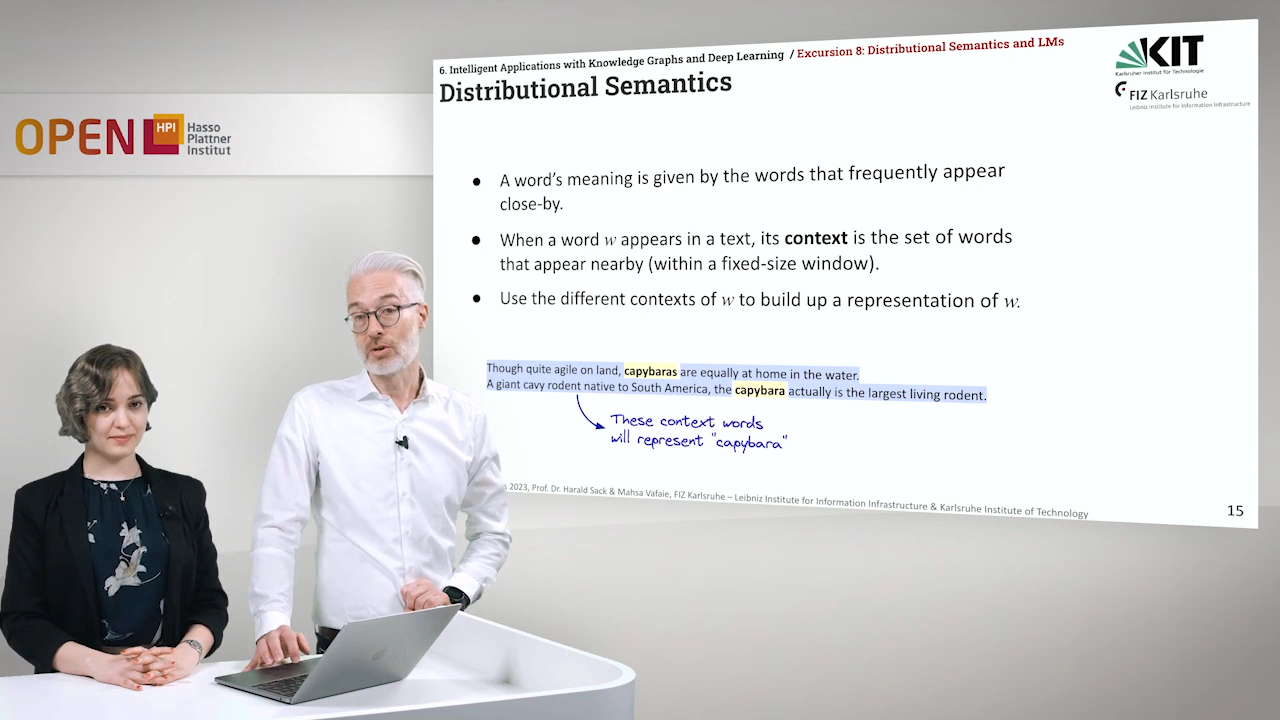 6. Intelligent Applications with Knowledge Graphs and Deep Learning / Excursion 8: Distributional Semantics and LMs
Distributional Semantics
KIT
Karlsruher Institut für Technologie
FIZ Karlsruhe
Leibniz Institute for Information Infrastructure
OPEN HPI Hasso
Plattner
Institut
● A word's meaning is given by the words that frequently appear
close-by.
● When a word w appears in a text, its context is the set of words
that appear nearby (within a fixed-size window).
● Use the different contexts of w to build up a representation of w.
Though quite agile on land, capybaras are equally at home in the water.
A giant cavy rodent native to South America, the capybara actually is the largest living rodent.
These context words
will represent "capybara"
2023, Prof. Dr. Harald Sack & Mahsa Vafaie, FIZ Karlsruhe – Leibniz Institute for Information Infrastructure & Karlsruhe Institute of Technology
15